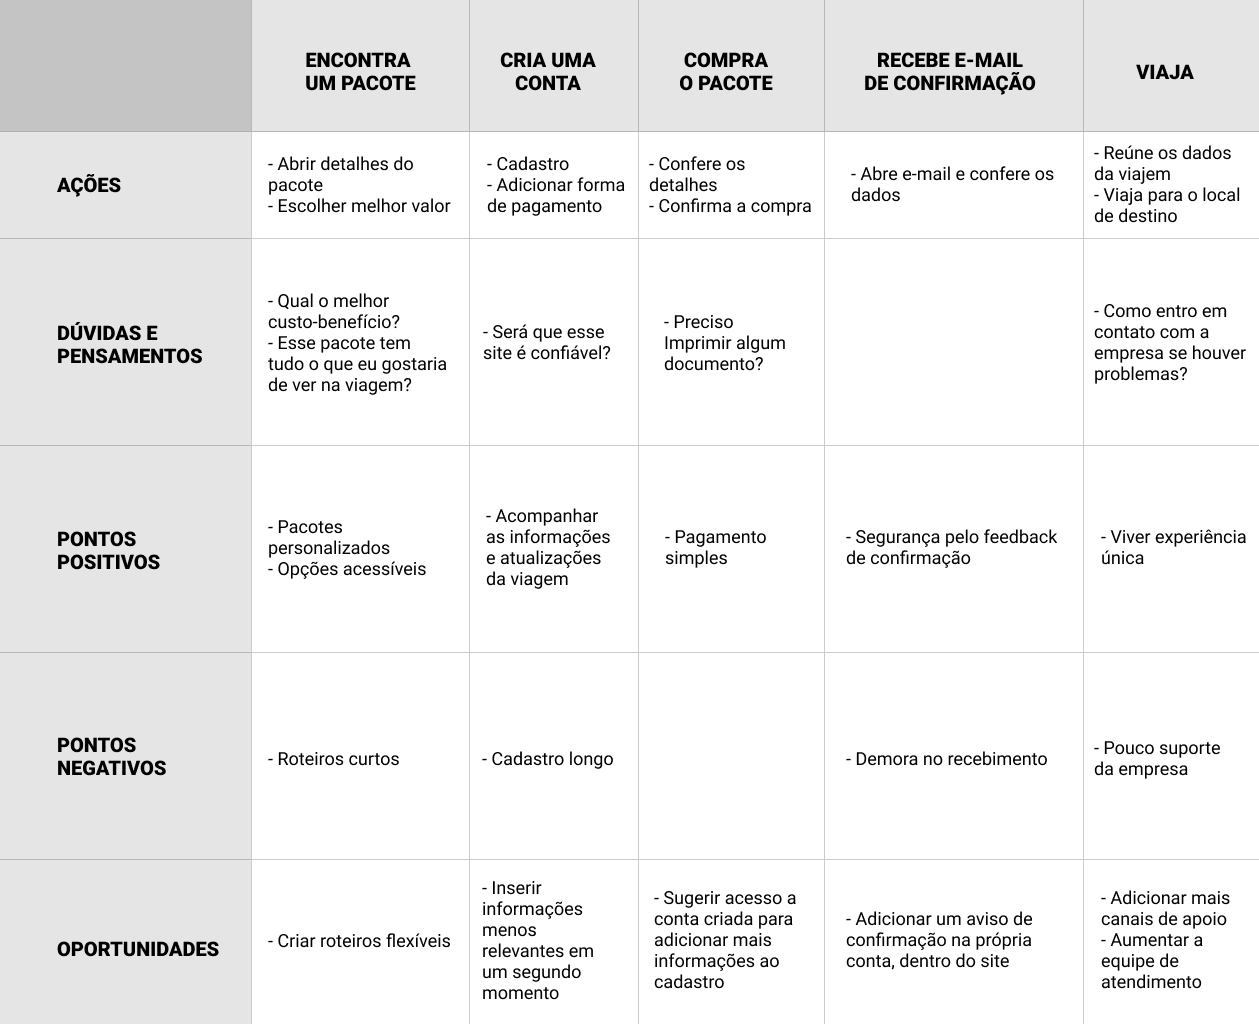 ENCONTRA
UM PACOTE
CRIA UMA
CONTA
COMPRA
O PACOTE
RECEBE E-MAIL
DE CONFIRMAÇÃO
VIAJA
AÇÕES
- Abrir detalhes do
pacote
- Escolher melhor valor
- Cadastro
- Adicionar forma
de pagamento
- Confere os
detalhes
- Confirma a compra
- Abre e-mail e confere os
dados
- Reúne os dados
da viajem
- Viaja para o local
de destino
DÚVIDAS E
PENSAMENTOS
- Qual o melhor
custo-benefício?
- Esse pacote tem
tudo o que eu gostaria
de ver na viagem?
- Será que esse
site é confiável?
- Preciso
Imprimir algum
documento?
- Como entro em
contato com a
empresa se houver
problemas?
PONTOS
POSITIVOS
- Pacotes
personalizados
- Opções acessíveis
- Acompanhar
as informações
e atualizações
da viagem
- Pagamento
simples
- Segurança pelo feedback
de confirmação
- Viver experiência
única
PONTOS
NEGATIVOS
- Roteiros curtos
- Cadastro longo
- Demora no recebimento
- Pouco suporte
da empresa
OPORTUNIDADES
- Criar roteiros flexíveis
- Inserir
informações
menos
relevantes em
um segundo
momento
- Sugerir acesso a
conta criada para
adicionar mais
informações ao
cadastro
- Adicionar um aviso de
confirmação na própria
conta, dentro do site
- Adicionar mais
canais de apoio
- Aumentar a
equipe de
atendimento